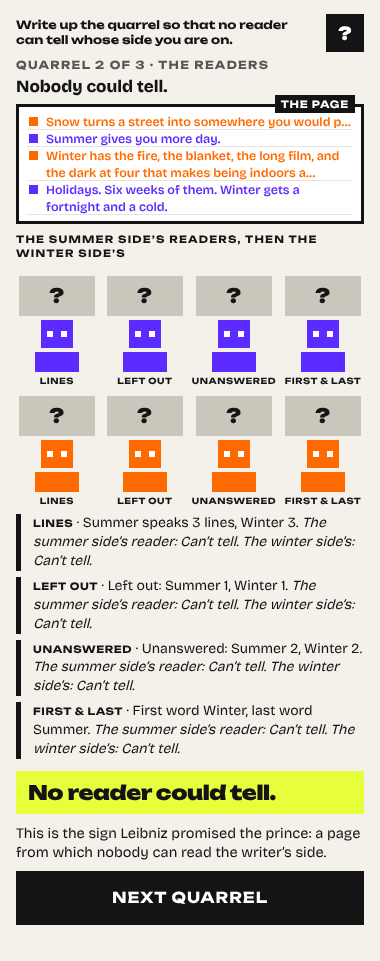 Write up the quarrel so that no reader
can tell whose side you are on.
?
QUARREL 2 OF 3 · THE READERS
Nobody could tell.
THE PAGE
Snow turns a street into somewhere you would p...
Summer gives you more day.
Winter has the fire, the blanket, the long film, and
the dark at four that makes being indoors a...
Holidays. Six weeks of them. Winter gets a
fortnight and a cold.
THE SUMMER SIDE'S READERS, THEN THE
WINTER SIDE'S
? ? ? ?
LINES LEFT OUT UNANSWERED FIRST & LAST
? ? ? ?
LINES LEFT OUT UNANSWERED FIRST & LAST
LINES · Summer speaks 3 lines, Winter 3. The
summer side's reader: Can't tell. The winter side's:
Can't tell.
LEFT OUT · Left out: Summer 1, Winter 1. The
summer side's reader: Can't tell. The winter side's:
Can't tell.
UNANSWERED · Unanswered: Summer 2, Winter 2.
The summer side's reader: Can't tell. The winter
side's: Can't tell.
FIRST & LAST · First word Winter, last word
Summer. The summer side's reader: Can't tell. The
winter side's: Can't tell.
No reader could tell.
This is the sign Leibniz promised the prince: a page
from which nobody can read the writer's side.
NEXT QUARREL